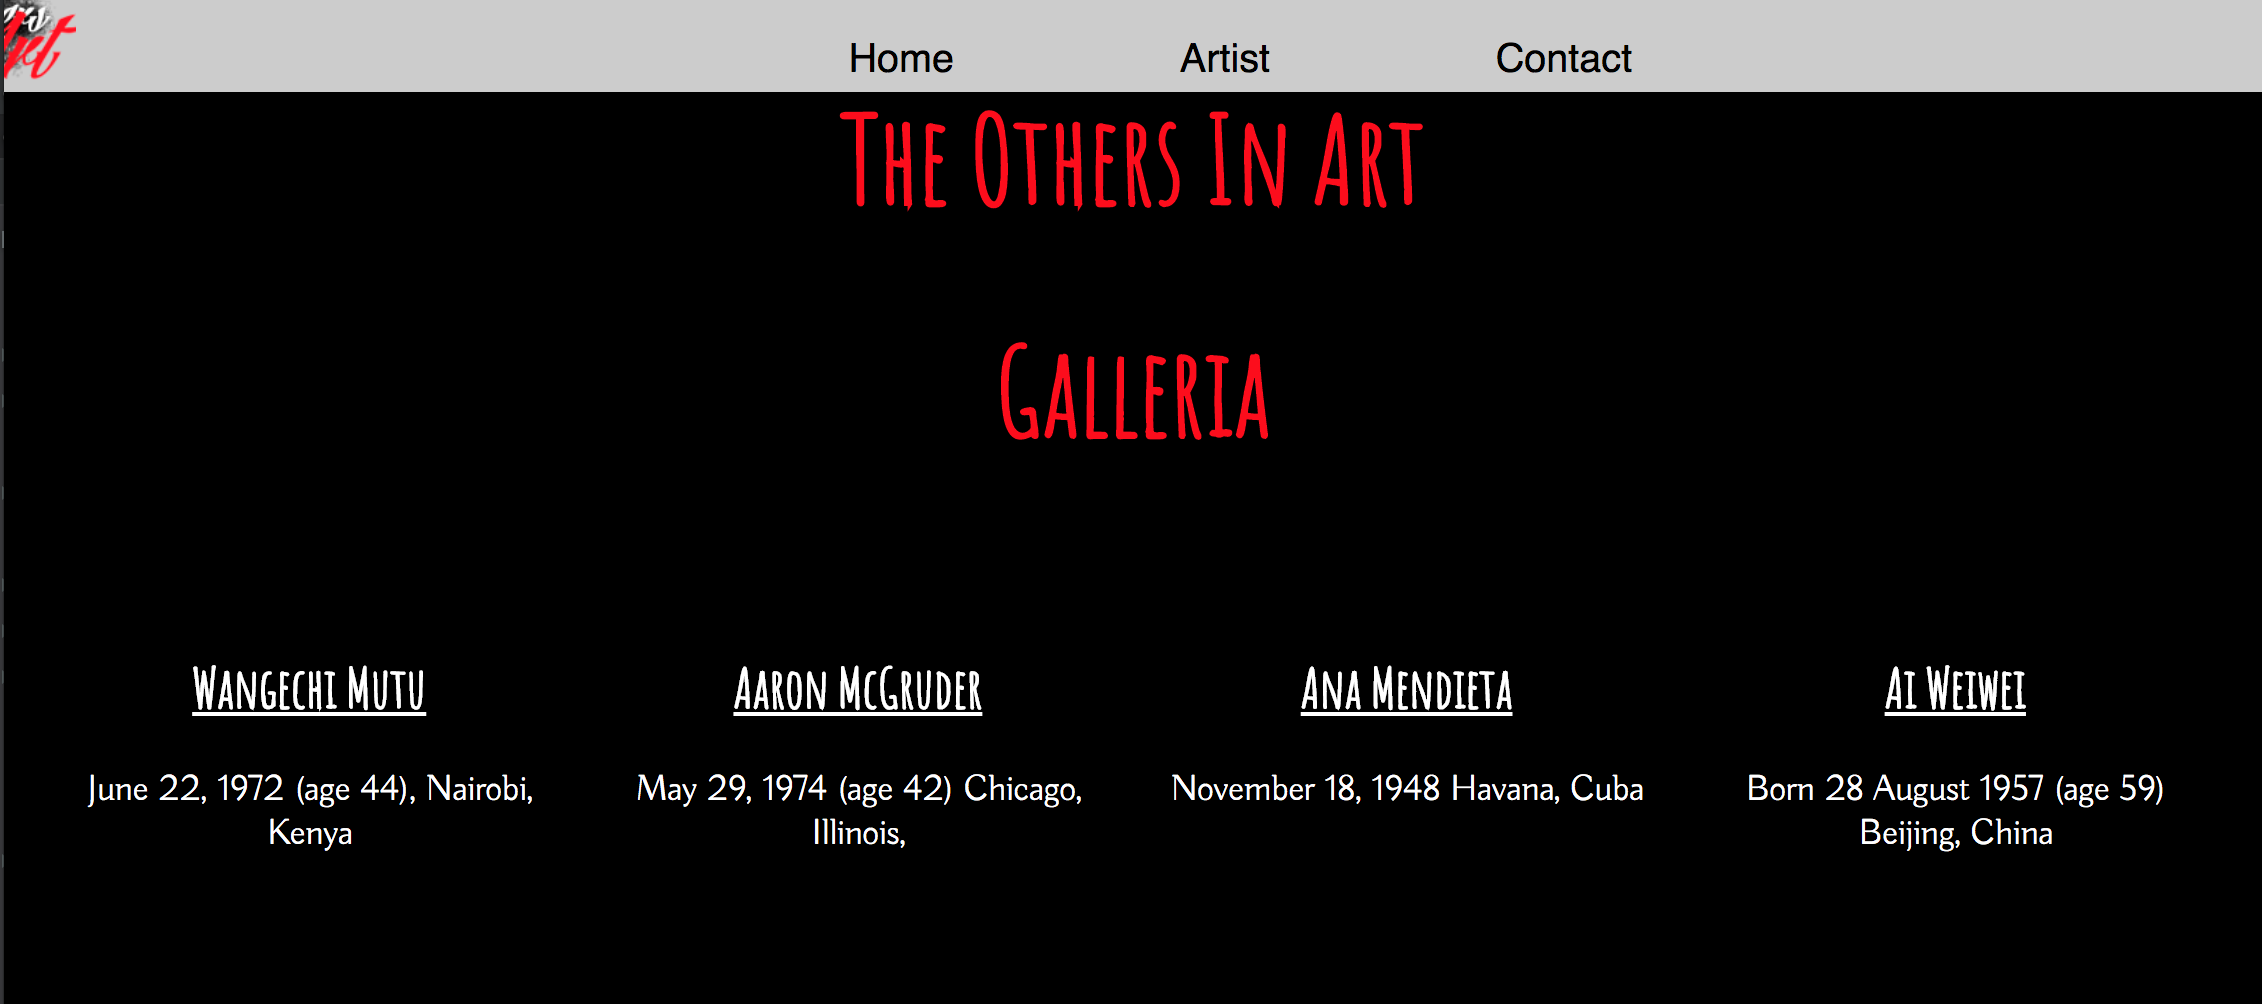 Art
Home Artist Contact
The Others In Art
Galleria
Wangechi Mutu
June 22, 1972 (age 44), Nairobi,
Kenya
Aaron McGruder
May 29, 1974 (age 42) Chicago,
Illinois,
Ana Mendieta
November 18, 1948 Havana, Cuba
Ai Weiwei
Born 28 August 1957 (age 59)
Beijing, China